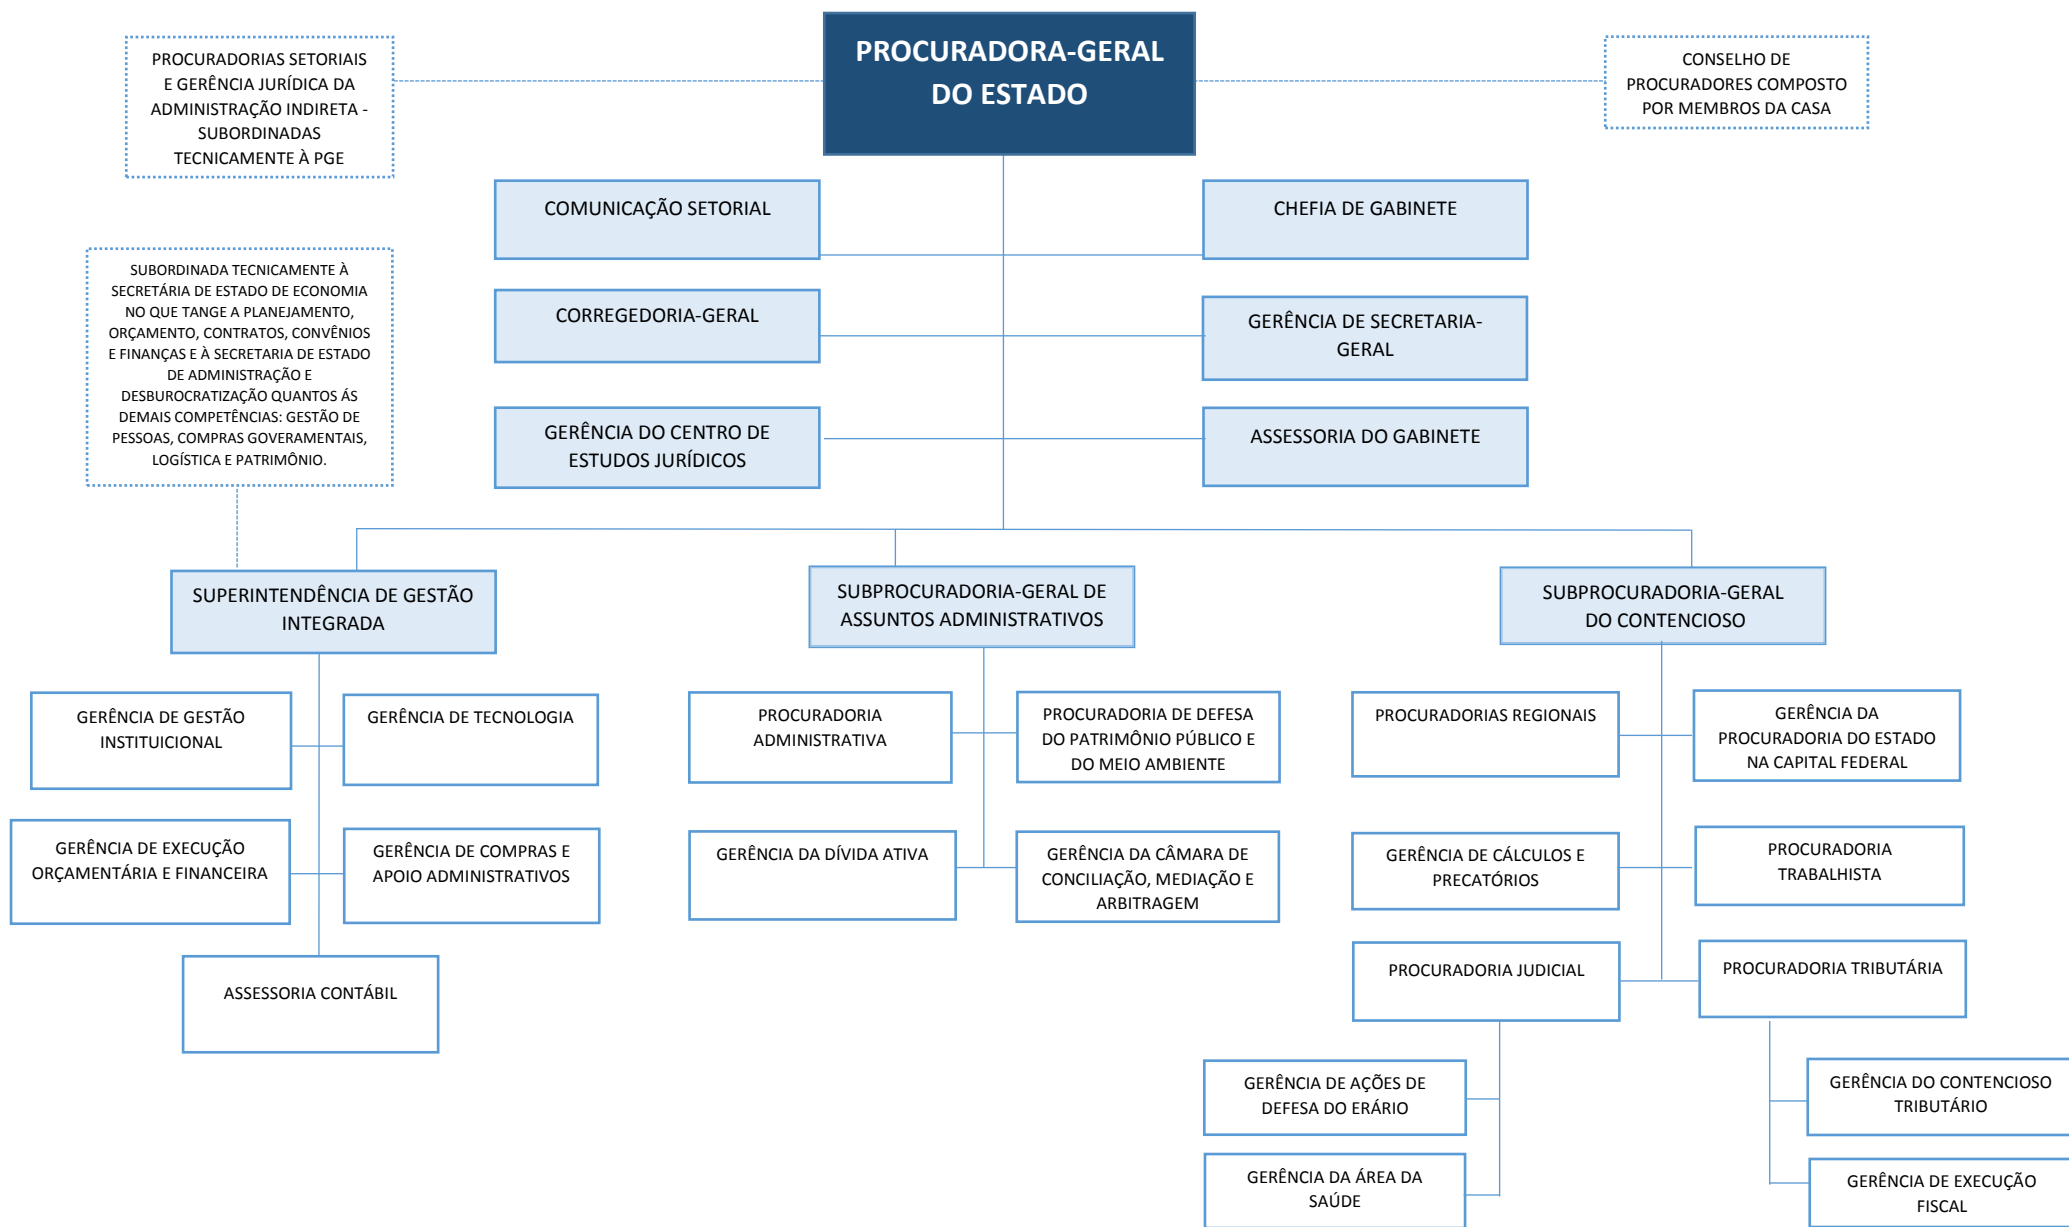 PROCURADORA-GERAL
DO ESTADO
PROCURADORIAS SETORIAIS
E GERÊNCIA JURÍDICA DA
ADMINISTRAÇÃO INDIRETA -
SUBORDINADAS
TECNICAMENTE À PGE
CONSELHO DE
PROCURADORES COMPOSTO
POR MEMBROS DA CASA
COMUNICAÇÃO SETORIAL
CHEFIA DE GABINETE
SUBORDINADA TECNICAMENTE À
SECRETÁRIA DE ESTADO DE ECONOMIA
NO QUE TANGE A PLANEJAMENTO,
ORÇAMENTO, CONTRATOS, CONVÊNIOS
E FINANÇAS E À SECRETARIA DE ESTADO
DE ADMINISTRAÇÃO E
DESBUROCRATIZAÇÃO QUANTOS ÁS
DEMAIS COMPETÊNCIAS: GESTÃO DE
PESSOAS, COMPRAS GOVERAMENTAIS,
LOGÍSTICA E PATRIMÔNIO.
CORREGEDORIA-GERAL
GERÊNCIA DE SECRETARIA-
GERAL
GERÊNCIA DO CENTRO DE
ESTUDOS JURÍDICOS
ASSESSORIA DO GABINETE
SUPERINTENDÊNCIA DE GESTÃO
INTEGRADA
SUBPROCURADORIA-GERAL DE
ASSUNTOS ADMINISTRATIVOS
SUBPROCURADORIA-GERAL
DO CONTENCIOSO
GERÊNCIA DE GESTÃO
INSTITUICIONAL
GERÊNCIA DE TECNOLOGIA
PROCURADORIA
ADMINISTRATIVA
PROCURADORIA DE DEFESA
DO PATRIMÔNIO PÚBLICO E
DO MEIO AMBIENTE
PROCURADORIAS REGIONAIS
GERÊNCIA DA
PROCURADORIA DO ESTADO
NA CAPITAL FEDERAL
GERÊNCIA DE EXECUÇÃO
ORÇAMENTÁRIA E FINANCEIRA
GERÊNCIA DE COMPRAS E
APOIO ADMINISTRATIVOS
GERÊNCIA DA DÍVIDA ATIVA
GERÊNCIA DA CÂMARA DE
CONCILIAÇÃO, MEDIAÇÃO E
ARBITRAGEM
GERÊNCIA DE CÁLCULOS E
PRECATÓRIOS
PROCURADORIA
TRABALHISTA
ASSESSORIA CONTÁBIL
PROCURADORIA JUDICIAL
PROCURADORIA TRIBUTÁRIA
GERÊNCIA DE AÇÕES DE
DEFESA DO ERÁRIO
GERÊNCIA DO CONTENCIOSO
TRIBUTÁRIO
GERÊNCIA DA ÁREA DA
SAÚDE
GERÊNCIA DE EXECUÇÃO
FISCAL